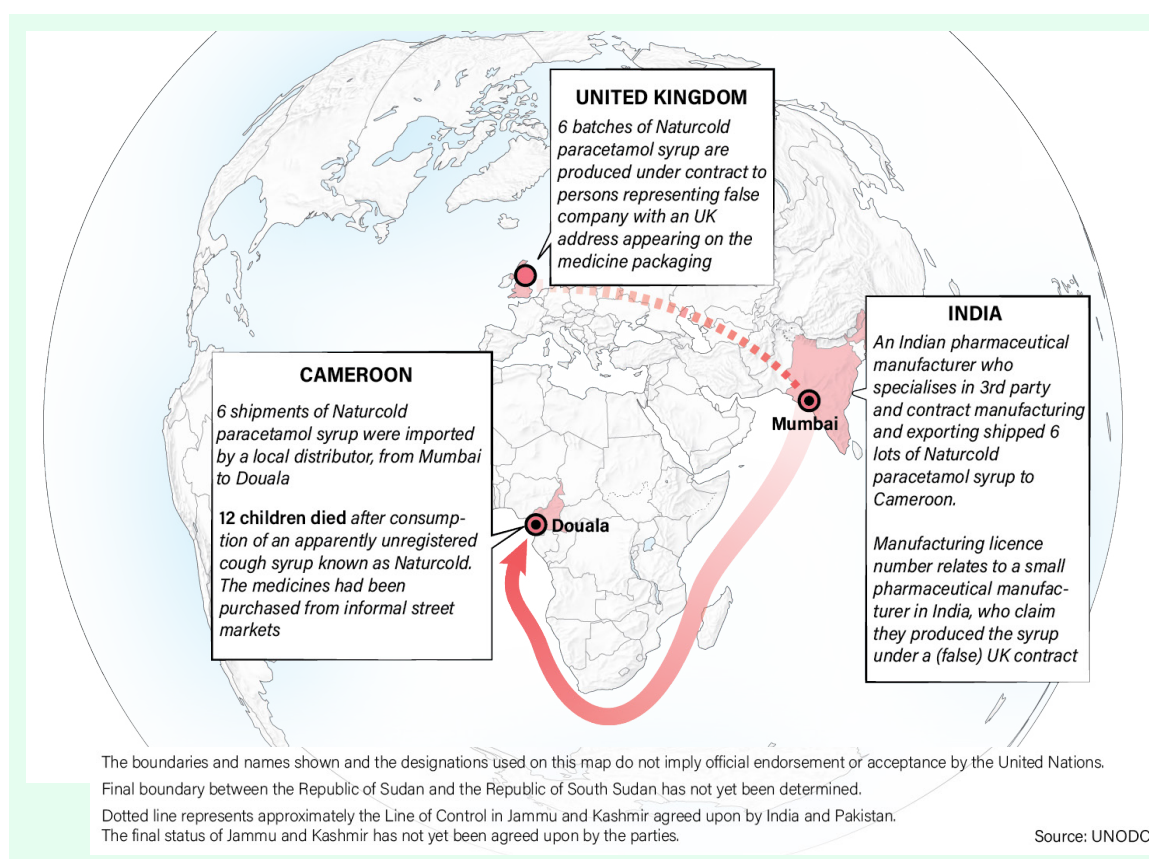 UNITED KINGDOM
6 batches of Naturcold
paracetamol syrup are
produced under contract to
persons representing false
company with an UK
address appearing on the
medicine packaging
INDIA
An Indian pharmaceutical
manufacturer who
specialises in 3rd party
and contract manufacturing
and exporting shipped 6
lots of Naturcold
paracetamol syrup to
Cameroon.
Manufacturing licence
number relates to a small
pharmaceutical manufac-
turer in India, who claim
they produced the syrup
under a (false) UK contract
CAMEROON
6 shipments of Naturcold
paracetamol syrup were imported
by a local distributor, from Mumbai
to Douala
12 children died after consump-
tion of an apparently unregistered
cough syrup known as Naturcold.
The medicines had been
purchased from informal street
markets
Mumbai
Douala
The boundaries and names shown and the designations used on this map do not imply official endorsement or acceptance by the United Nations.
Final boundary between the Republic of Sudan and the Republic of South Sudan has not yet been determined.
Dotted line represents approximately the Line of Control in Jammu and Kashmir agreed upon by India and Pakistan.
The final status of Jammu and Kashmir has not yet been agreed upon by the parties.
Source: UNODC